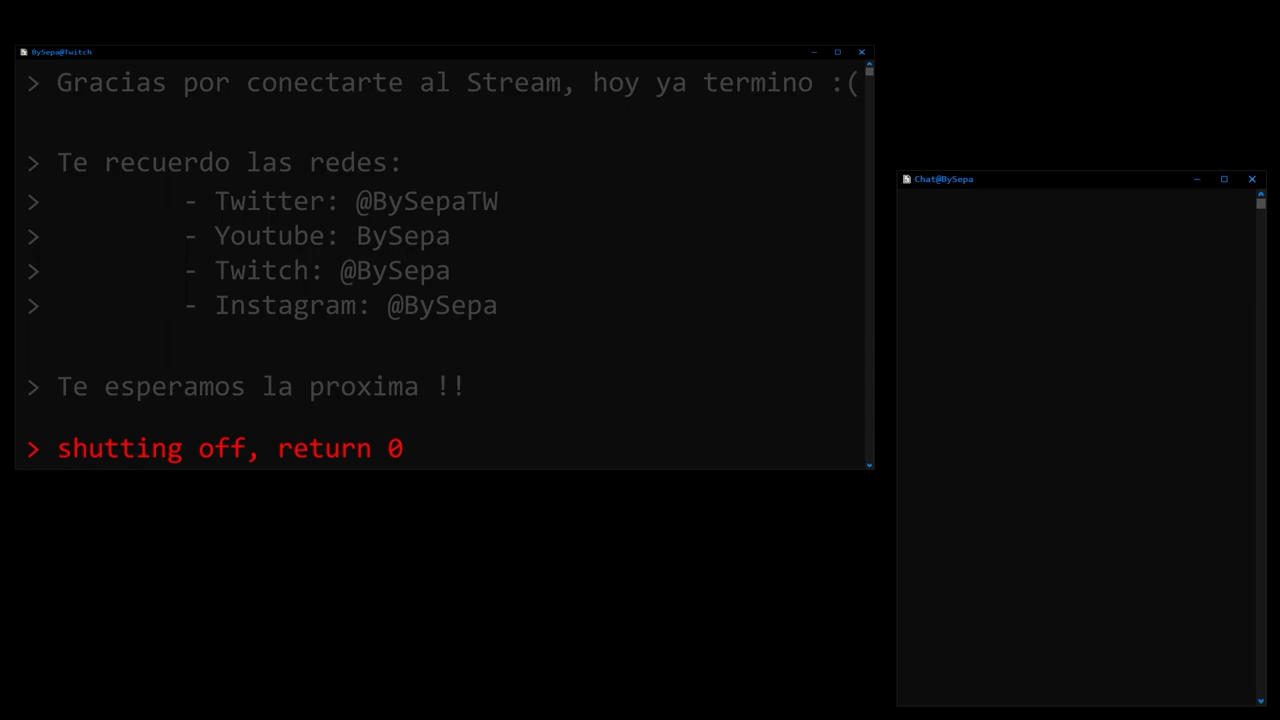 BySepa@Twitch
> Gracias por conectarte al Stream, hoy ya termino :(
> Te recuerdo las redes:
> - Twitter: @BySepaTW
> - Youtube: BySepa
> - Twitch: @BySepa
> - Instagram: @BySepa
> Te esperamos la proxima !!
> shutting off, return 0
Chat@BySepa